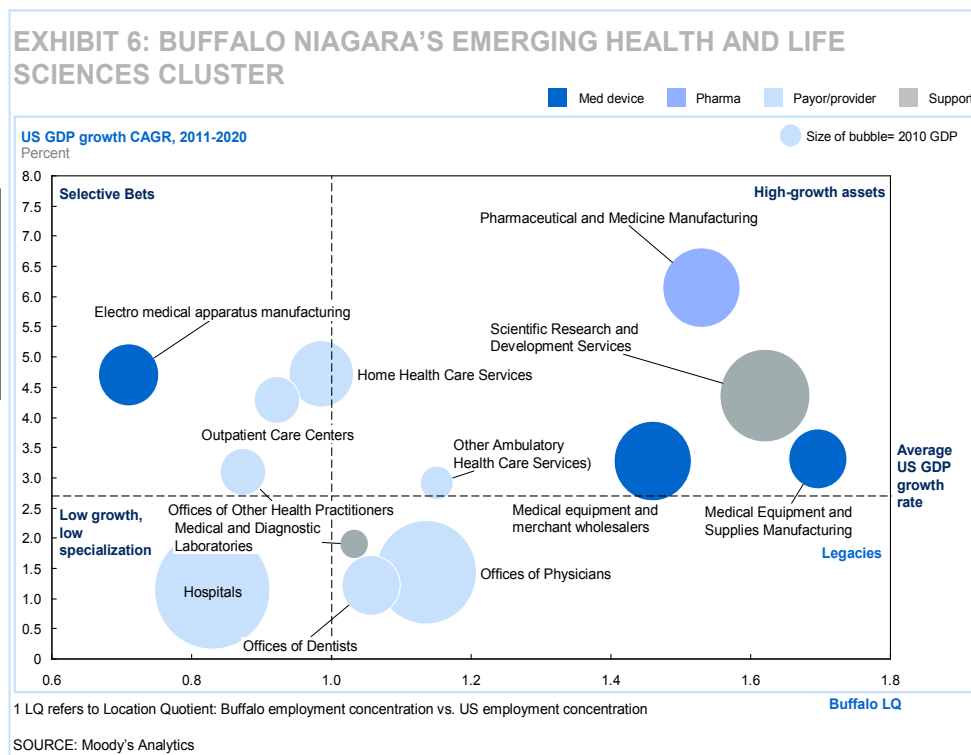 EXHIBIT 6: BUFFALO NIAGARA'S EMERGING HEALTH AND LIFE
SCIENCES CLUSTER
Med device
Pharma
Payor/provider
Support
US GDP growth CAGR, 2011-2020
Percent
Size of bubble= 2010 GDP
8.0
7.5
7.0
6.5
6.0
5.5
5.0
4.5
4.0
3.5
3.0
2.5
2.0
1.5
1.0
0.5
0
Selective Bets
High-growth assets
Pharmaceutical and Medicine Manufacturing
Electro medical apparatus manufacturing
Scientific Research and
Development Services
Home Health Care Services
Outpatient Care Centers
Other Ambulatory
Health Care Services)
Average
US GDP
growth
rate
Offices of Other Health Practitioners
Medical equipment and
merchant wholesalers
Medical Equipment and
Supplies Manufacturing
Low growth,
low
specialization
Medical and Diagnostic
Laboratories
Legacies
Hospitals
Offices of Physicians
Offices of Dentists
0.6
0.8
1.0
1.2
1.4
1.6
1.8
Buffalo LQ
1 LQ refers to Location Quotient: Buffalo employment concentration vs. US employment concentration
SOURCE: Moody's Analytics